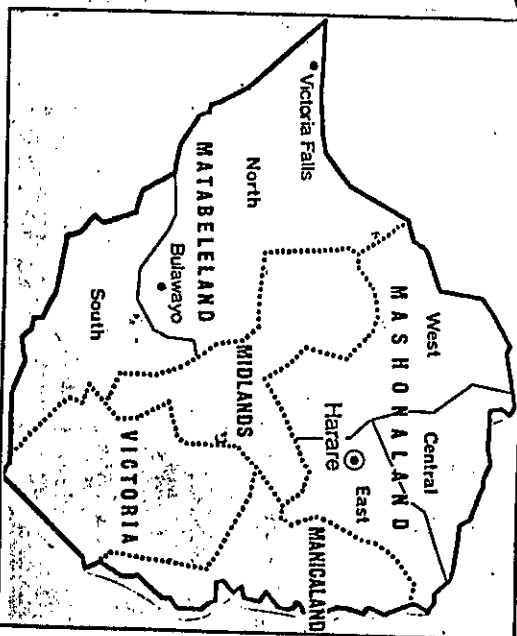 Victoria Falls
North
MATABELELAND
Bulawayo
South
West
MASHONALAND
Central
East
Harare
MIDLANDS
MANICALAND
VICTORIA